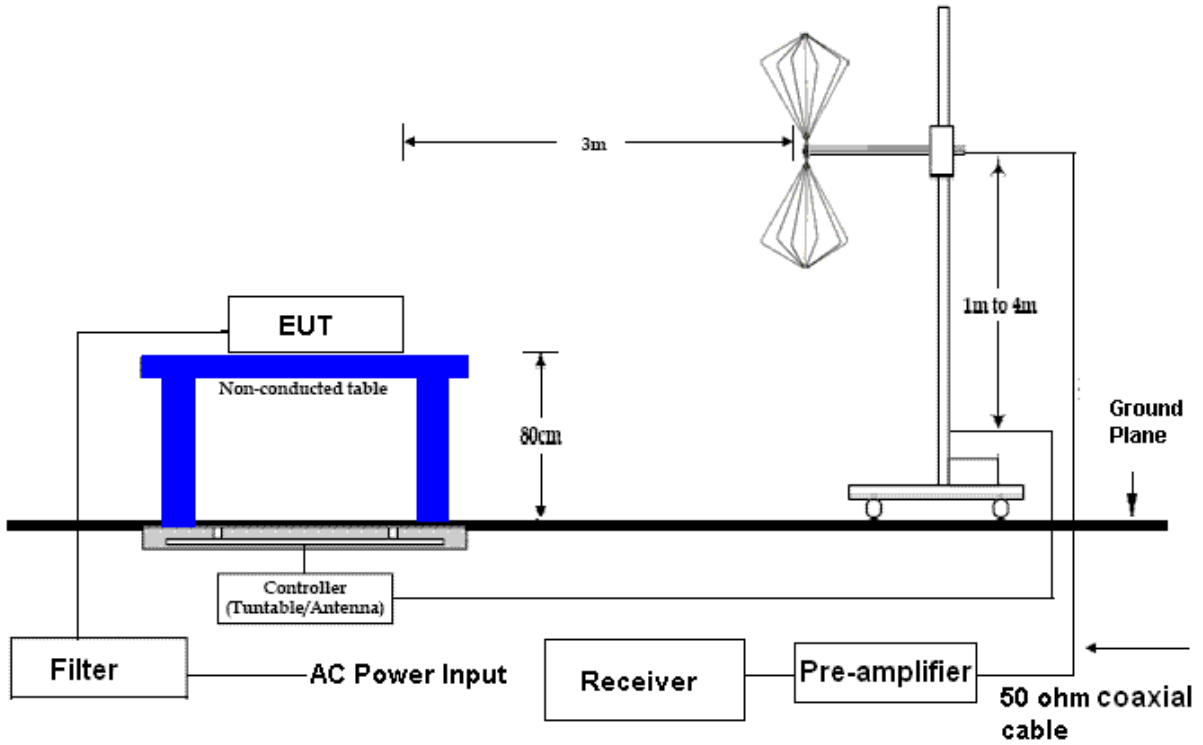 3m
EUT
1m to 4m
Non-conducted table
80cm
Ground
Plane
Controller
(Tuntable/Antenna)
Filter
AC Power Input
Receiver
Pre-amplifier
50 ohm coaxial
cable